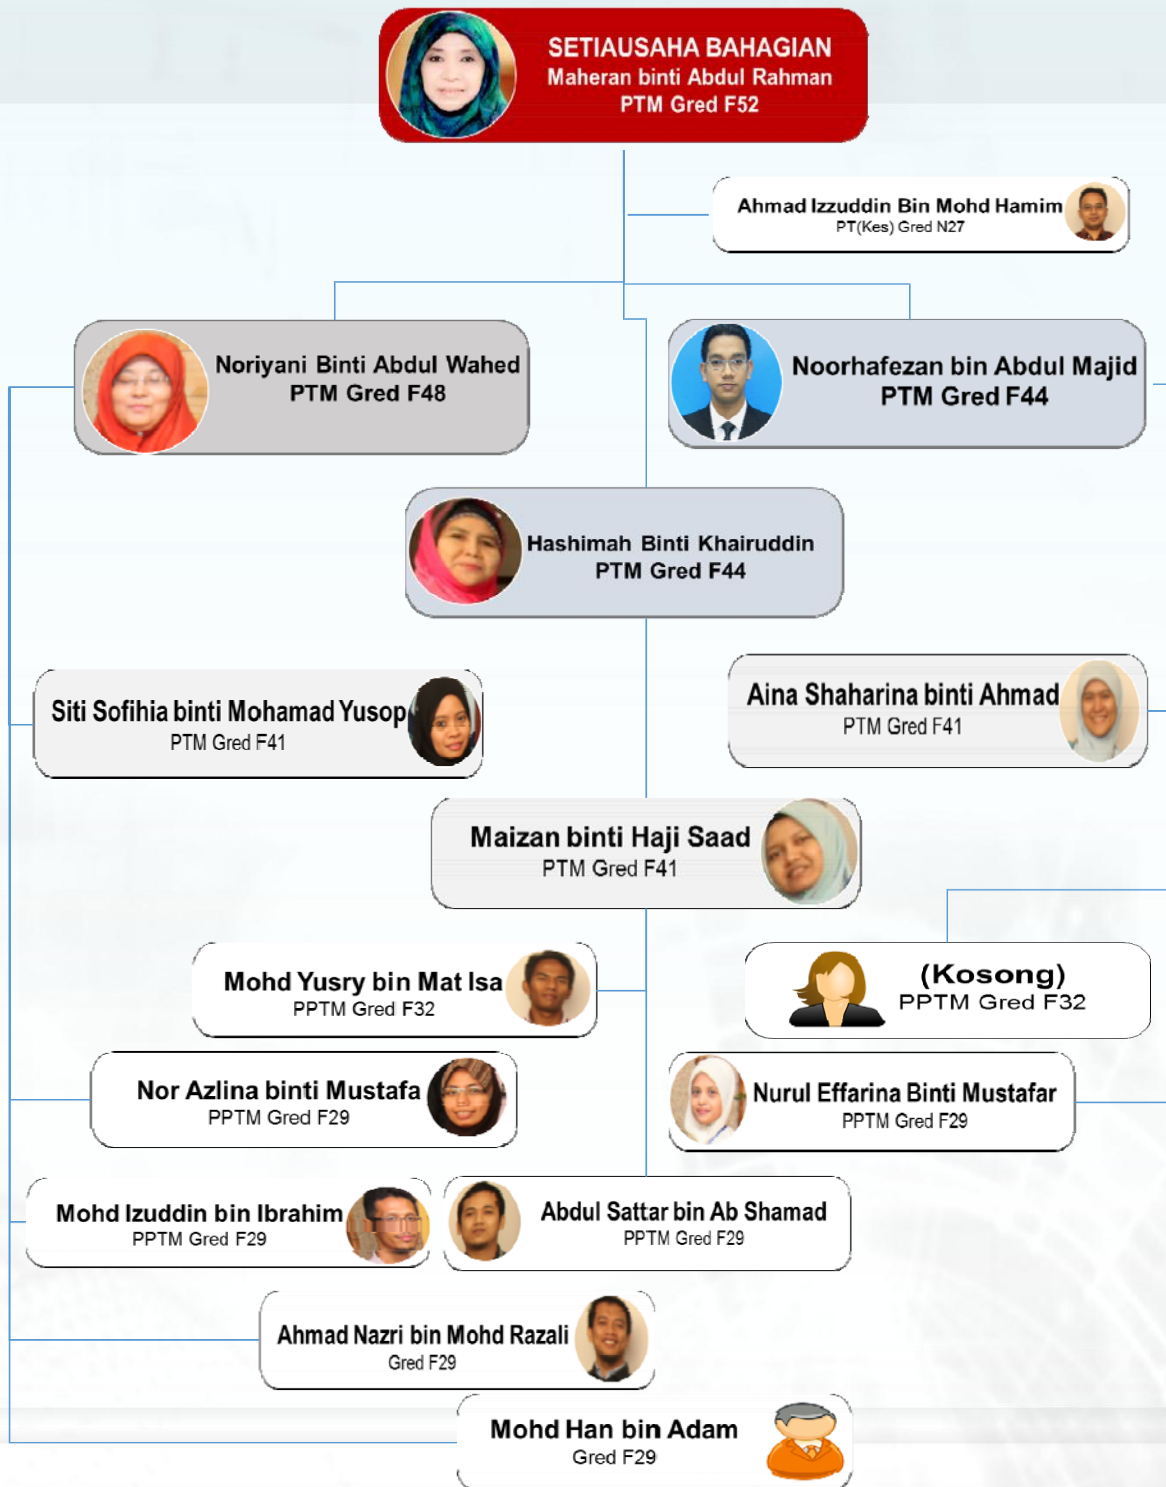 SETIAUSAHA BAHAGIAN
Maheran binti Abdul Rahman
PTM Gred F52
Ahmad Izzuddin Bin Mohd Hamim
PT(Kes) Gred N27
Noriyani Binti Abdul Wahed
PTM Gred F48
Noorhafezan bin Abdul Majid
PTM Gred F44
Hashimah Binti Khairuddin
PTM Gred F44
Siti Sofihia binti Mohamad Yusop
PTM Gred F41
Aina Shaharina binti Ahmad
PTM Gred F41
Maizan binti Haji Saad
PTM Gred F41
Mohd Yusry bin Mat Isa
PPTM Gred F32
(Kosong)
PPTM Gred F32
Nor Azlina binti Mustafa
PPTM Gred F29
Nurul Effarina Binti Mustafar
PPTM Gred F29
Mohd Izuddin bin Ibrahim
PPTM Gred F29
Abdul Sattar bin Ab Shamad
PPTM Gred F29
Ahmad Nazri bin Mohd Razali
Gred F29
Mohd Han bin Adam
Gred F29